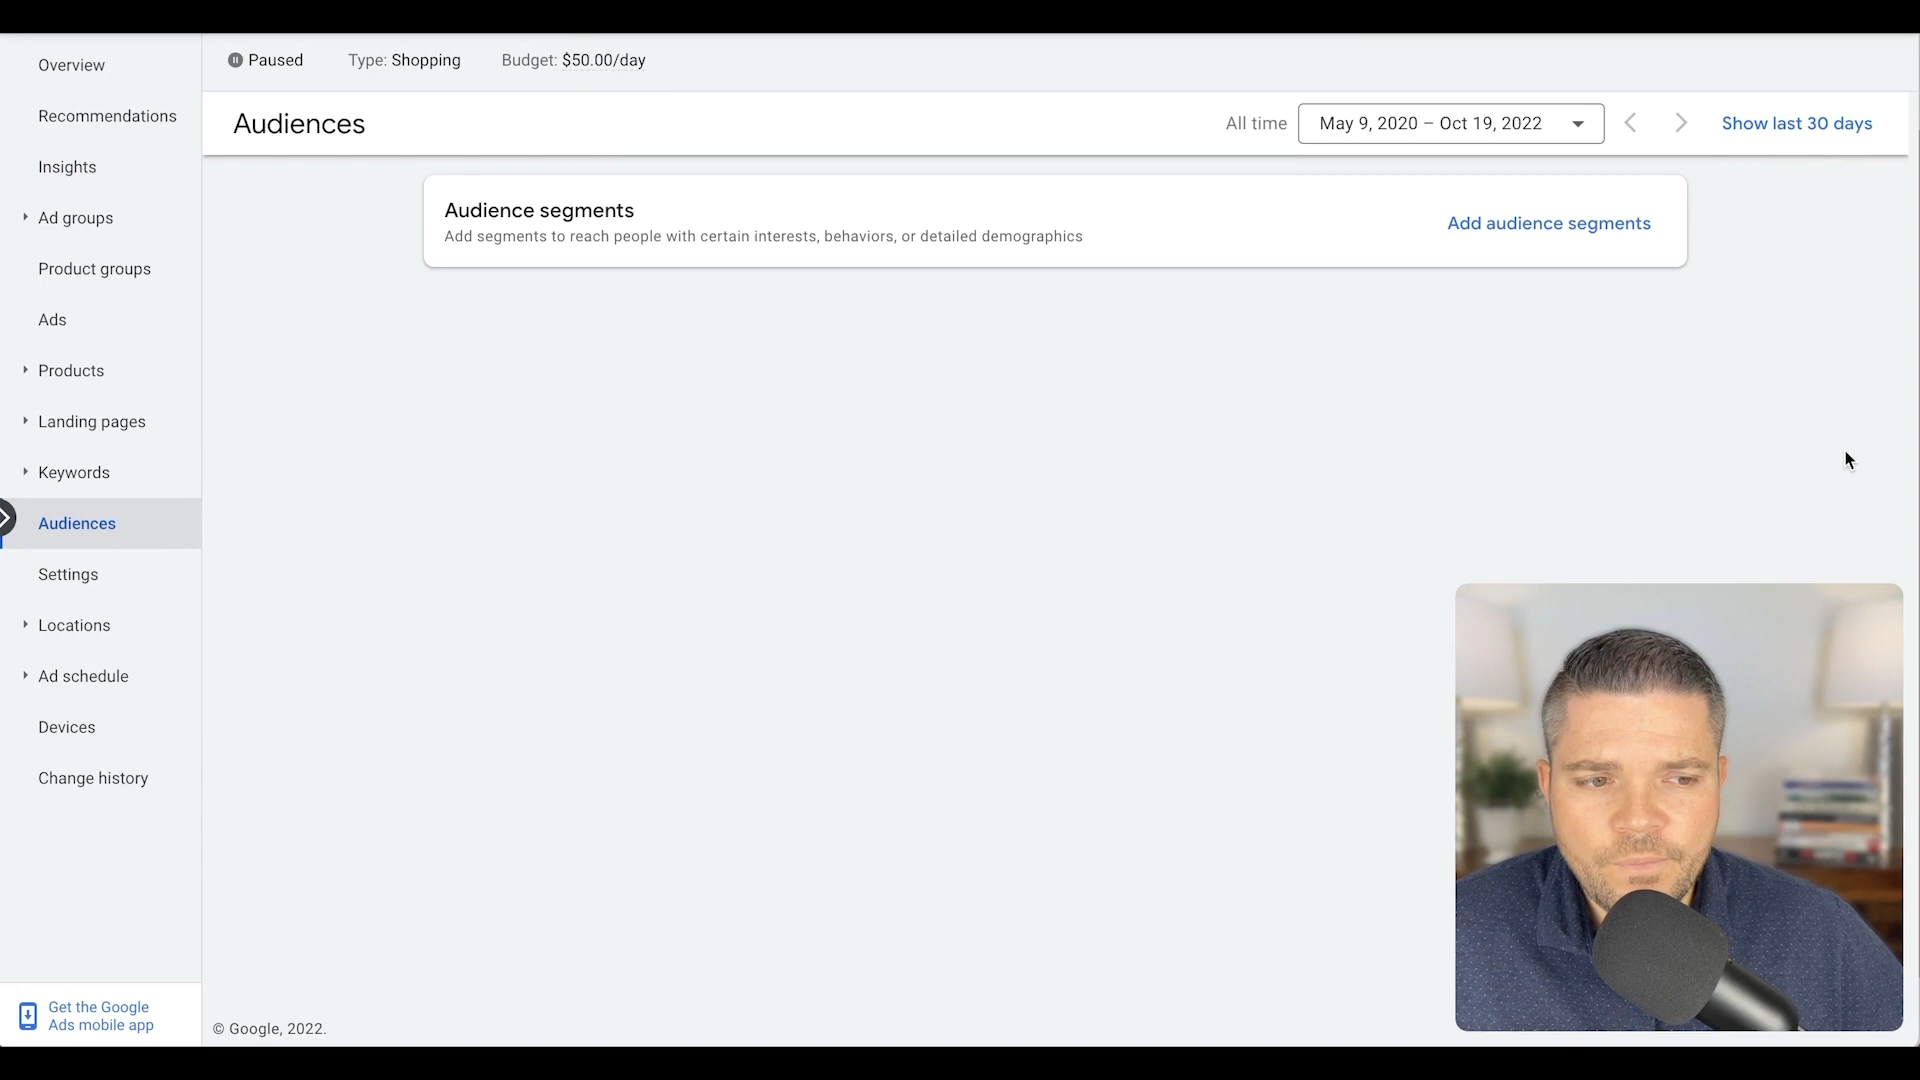 Overview
Recommendations
Insights
Ad groups
Product groups
Ads
Products
Landing pages
Keywords
Audiences
Settings
Locations
Ad schedule
Devices
Change history
Get the Google
Ads mobile app
Paused Type: Shopping Budget: $50.00/day
Audiences All time May 9, 2020 – Oct 19, 2022 Show last 30 days
Audience segments
Add segments to reach people with certain interests, behaviors, or detailed demographics
Add audience segments
© Google, 2022.